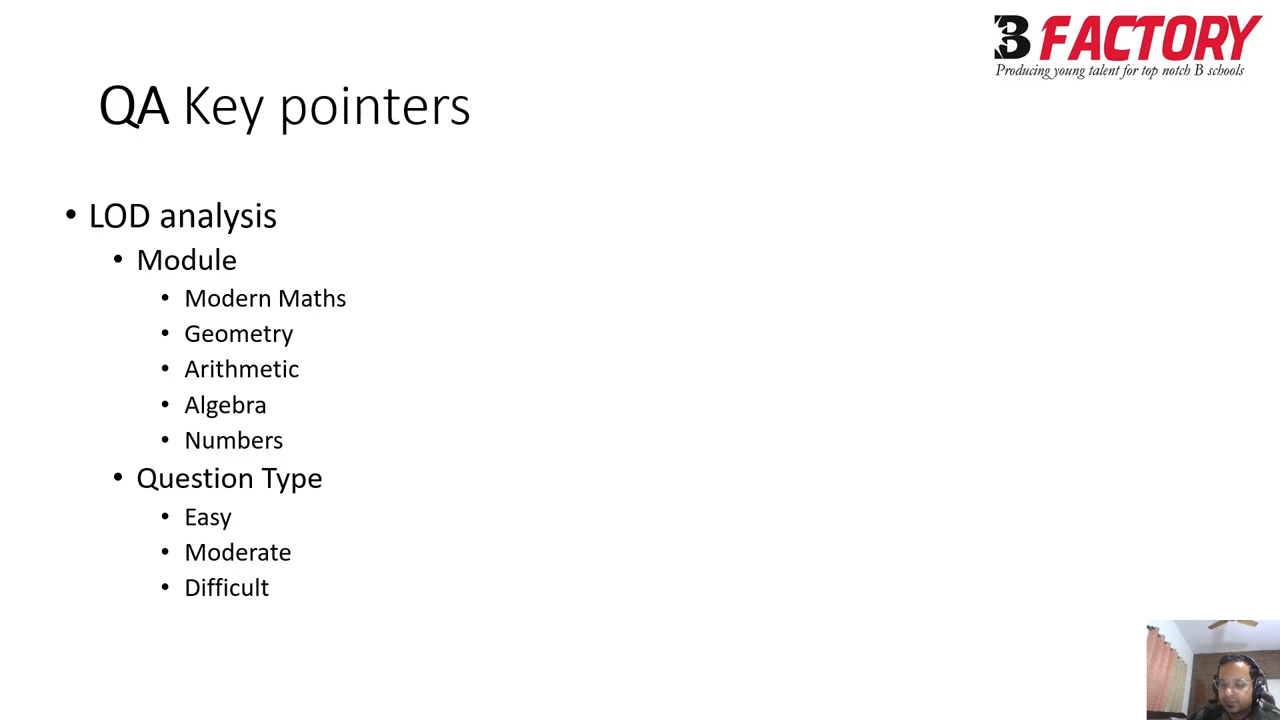 B FACTORY
Producing young talent for top notch B schools
QA Key pointers
• LOD analysis
• Module
• Modern Maths
• Geometry
• Arithmetic
• Algebra
• Numbers
• Question Type
• Easy
• Moderate
• Difficult